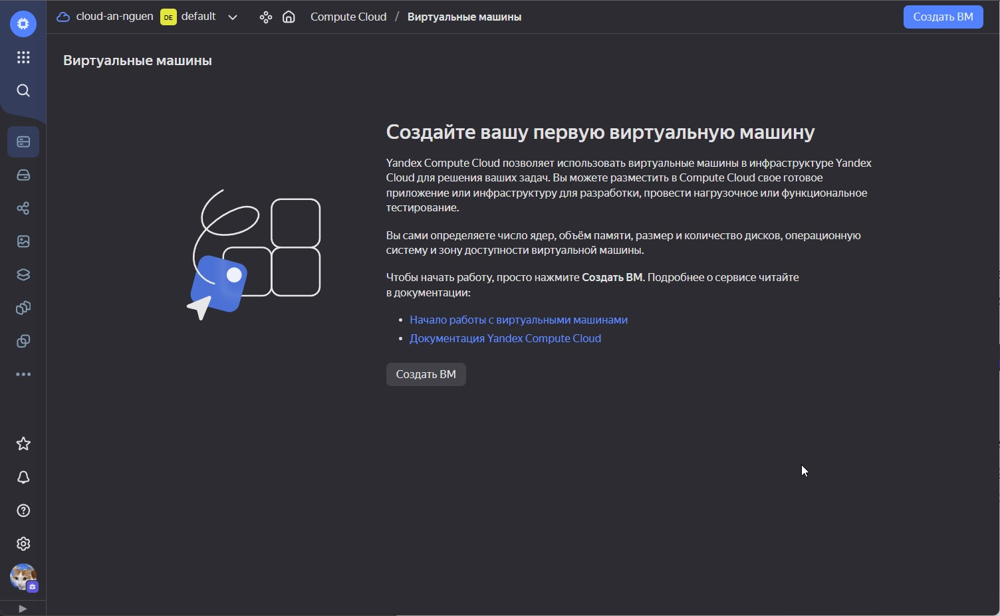 cloud-an-nguen DE default Compute Cloud / Виртуальные машины Создать ВМ
Виртуальные машины
Создайте вашу первую виртуальную машину
Yandex Compute Cloud позволяет использовать виртуальные машины в инфраструктуре Yandex
Cloud для решения ваших задач. Вы можете разместить в Compute Cloud свое готовое
приложение или инфраструктуру для разработки, провести нагрузочное или функциональное
тестирование.
Вы сами определяете число ядер, объём памяти, размер и количество дисков, операционную
систему и зону доступности виртуальной машины.
Чтобы начать работу, просто нажмите Создать ВМ. Подробнее о сервисе читайте
в документации:
• Начало работы с виртуальными машинами
• Документация Yandex Compute Cloud
Создать ВМ